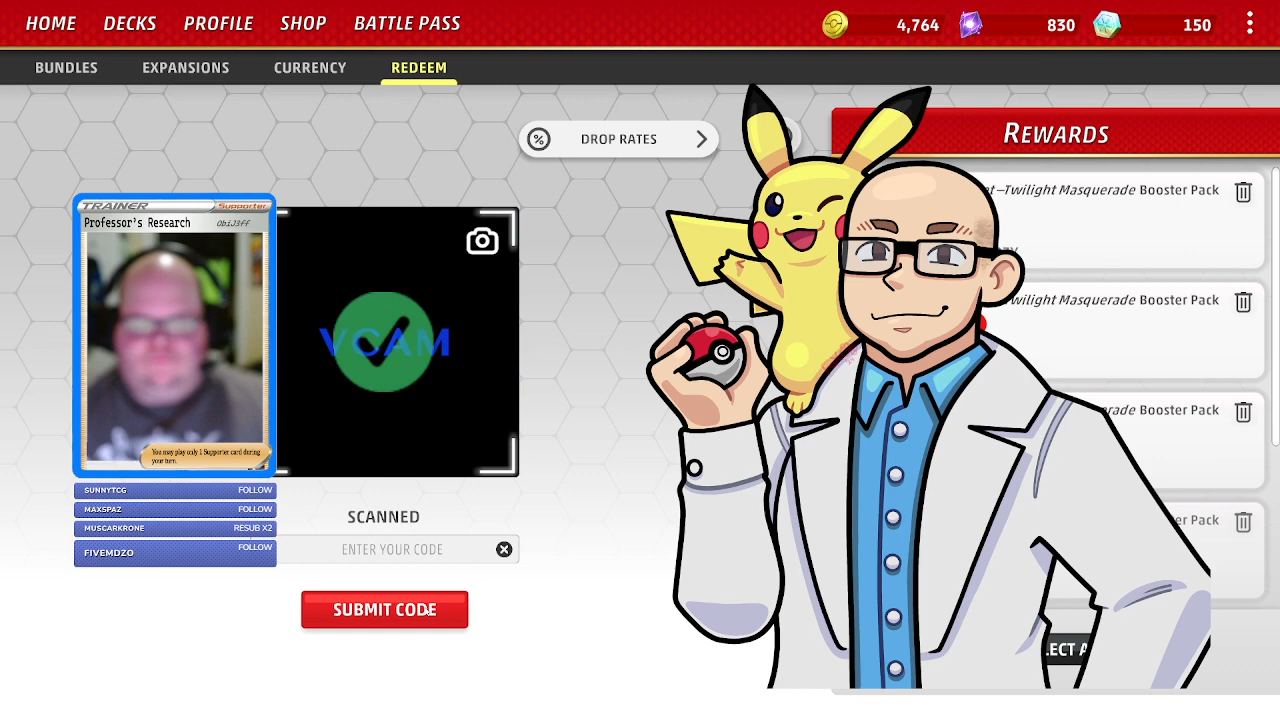 HOME DECKS PROFILE SHOP BATTLE PASS 4,764 830 150
BUNDLES EXPANSIONS CURRENCY REDEEM
% DROP RATES
REWARDS
TRAINER Supporter
Professor's Research ObiJ3ff
You may play only 1 Supporter card during
your turn.
SUNNYTCG FOLLOW
MAXSPAZ FOLLOW
MUSCARKRONE RESUB X2
FIVEMDZO FOLLOW
VCAM
SCANNED
ENTER YOUR CODE
SUBMIT CODE
–Twilight Masquerade Booster Pack
Twilight Masquerade Booster Pack
Booster Pack
Pack